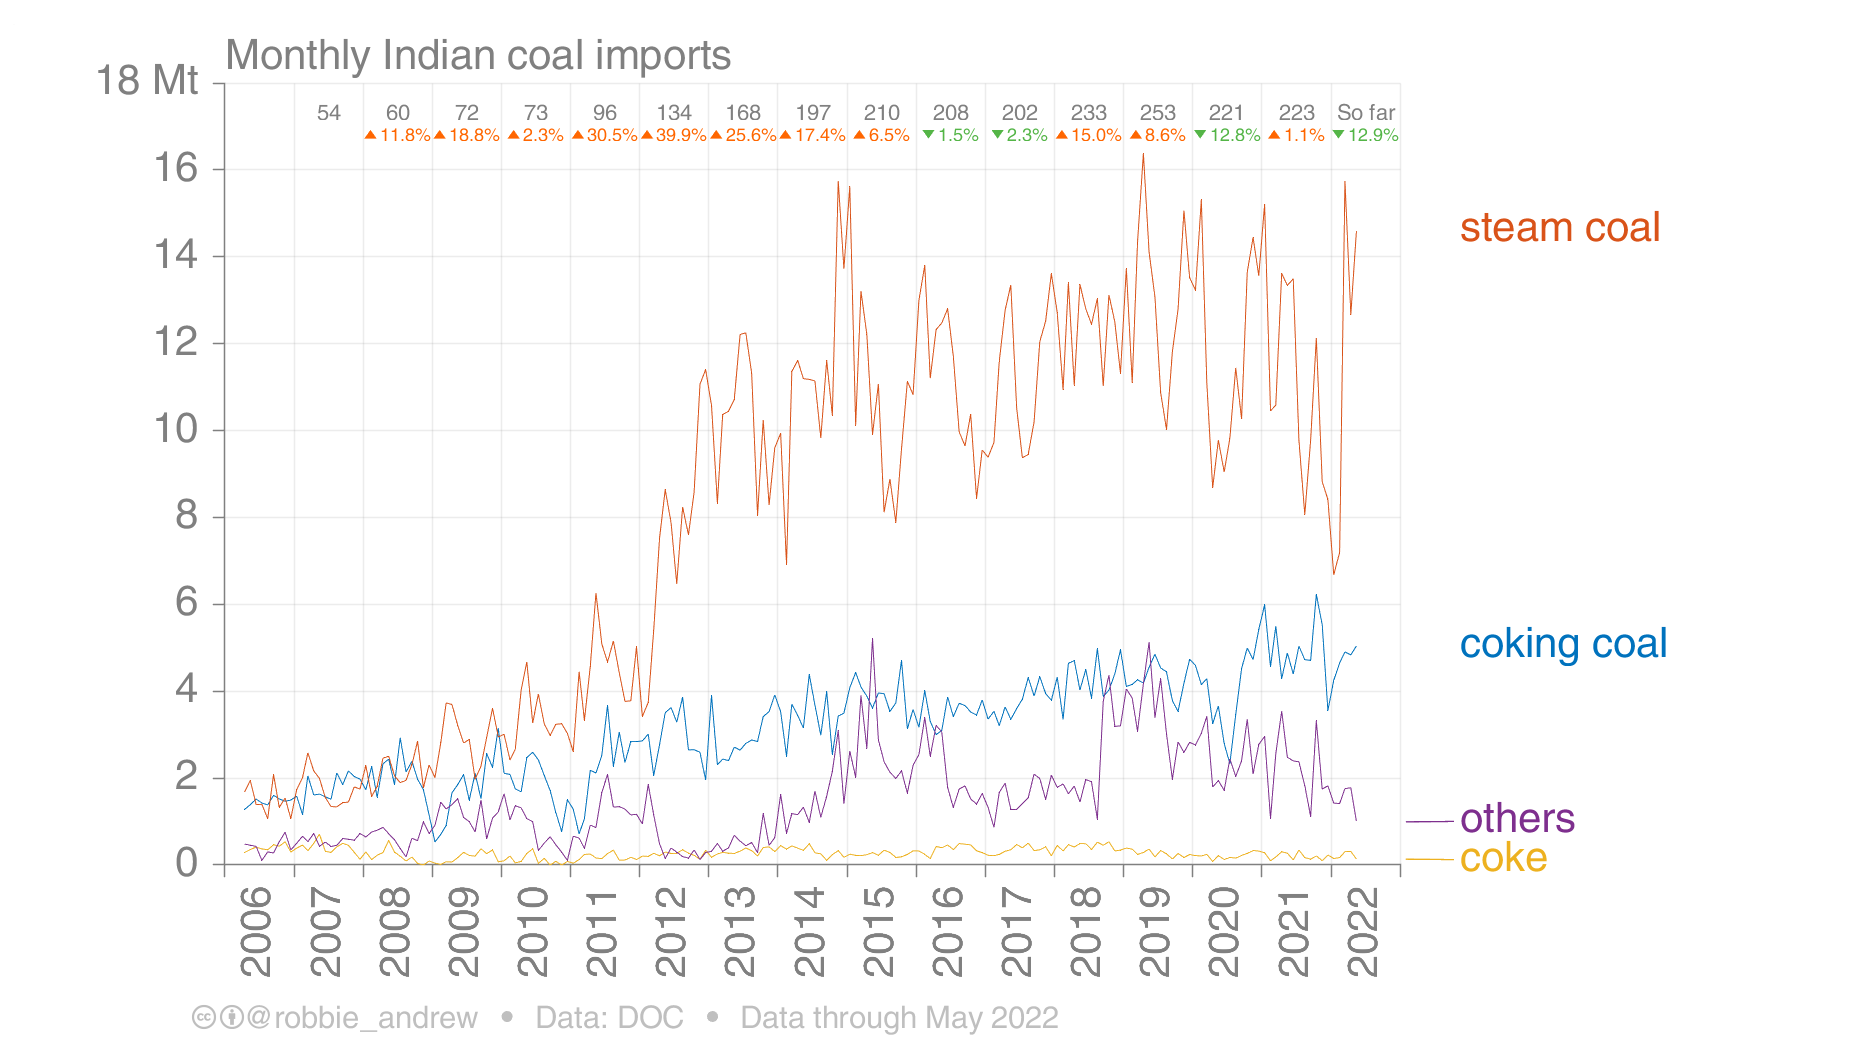 Monthly Indian coal imports
18 Mt
54 60 72 73 96 134 168 197 210 208 202 233 253 221 223 So far
▲ 11.8% ▲ 18.8% ▲ 2.3% ▲ 30.5% ▲ 39.9% ▲ 25.6% ▲ 17.4% ▲ 6.5% ▼ 1.5% ▼ 2.3% ▲ 15.0% ▲ 8.6% ▼ 12.8% ▲ 1.1% ▼ 12.9%
16
steam coal
14
12
10
8
6
coking coal
4
2
others
coke
0
2006 2007 2008 2009 2010 2011 2012 2013 2014 2015 2016 2017 2018 2019 2020 2021 2022
cc @robbie_andrew • Data: DOC • Data through May 2022